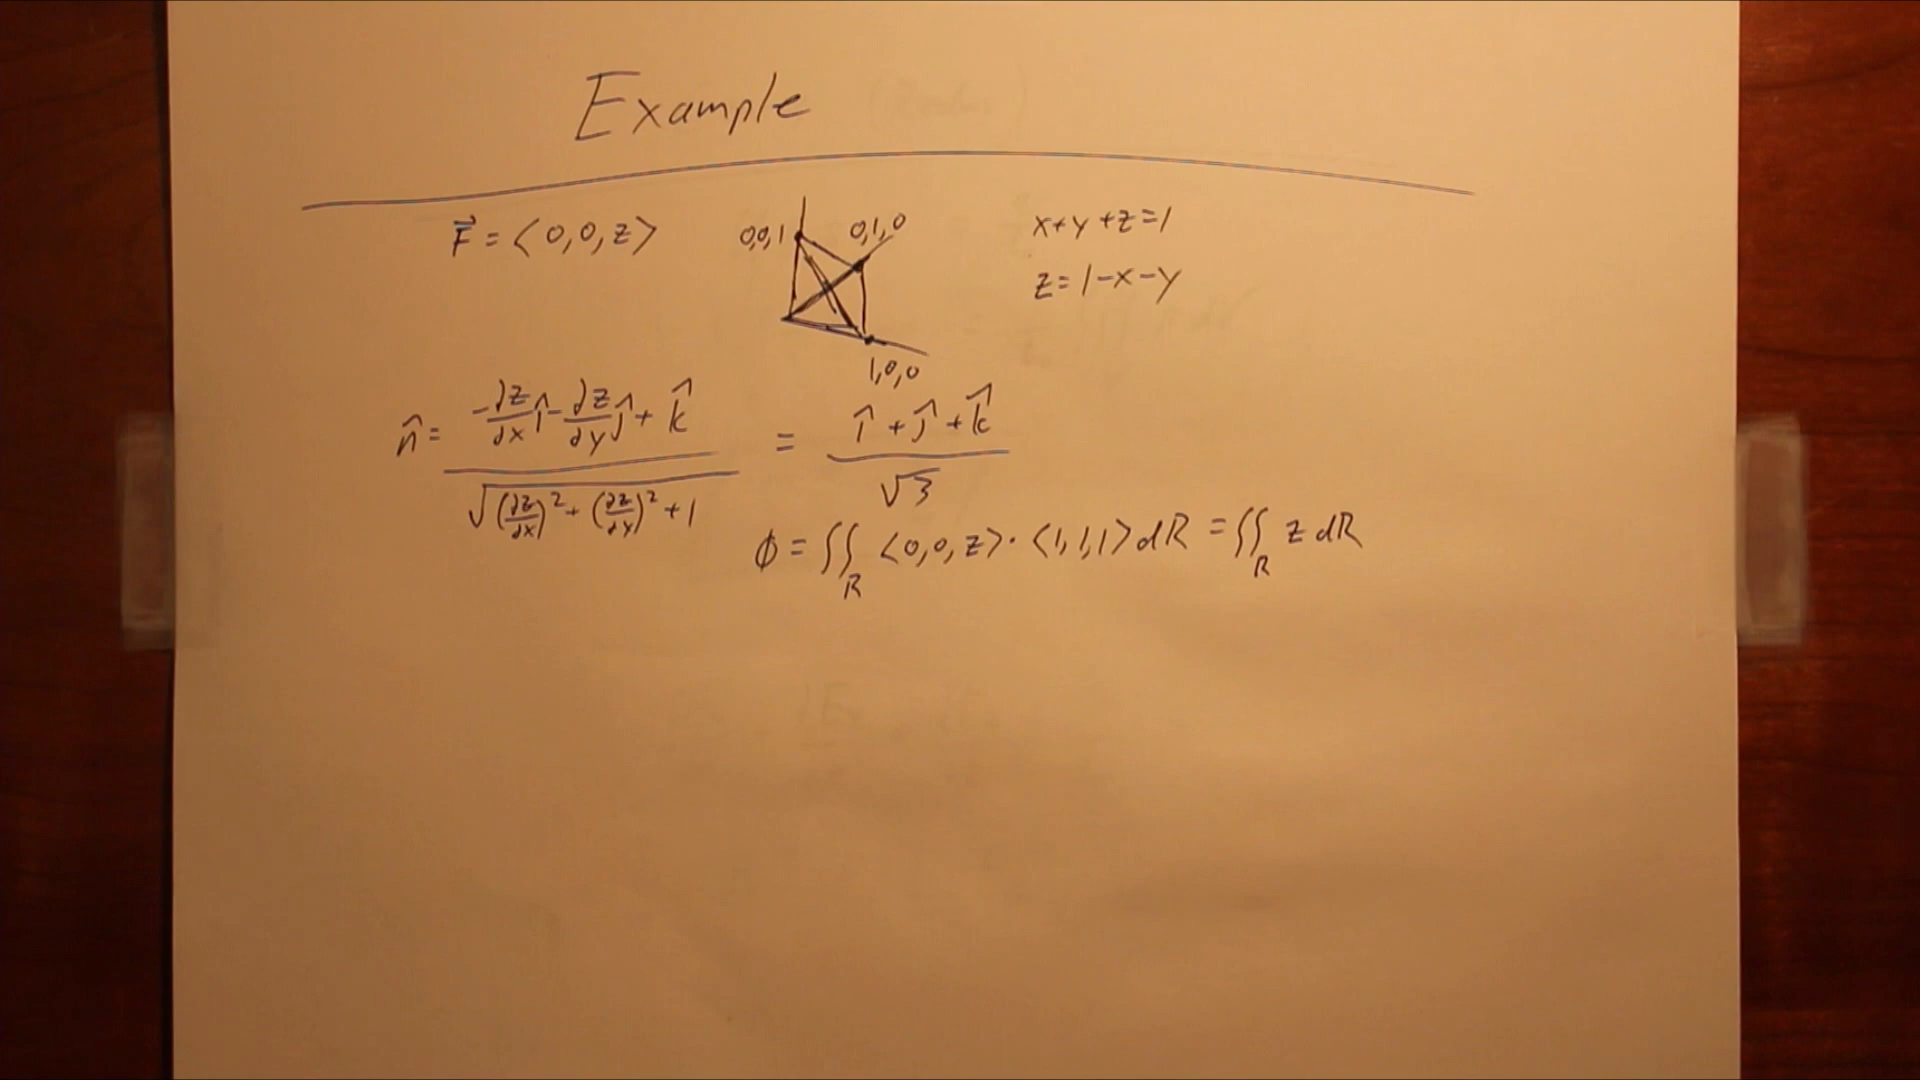 Example
F⃗ = <0,0,z>
0,0,1
0,1,0
1,0,0
x+y+z=1
z=1-x-y
n̂ = (-∂z/∂x î - ∂z/∂y ĵ + k̂) / √((∂z/∂x)² + (∂z/∂y)² + 1) = (î + ĵ + k̂) / √3
ϕ = ∬_R <0,0,z>·<1,1,1> dR = ∬_R z dR